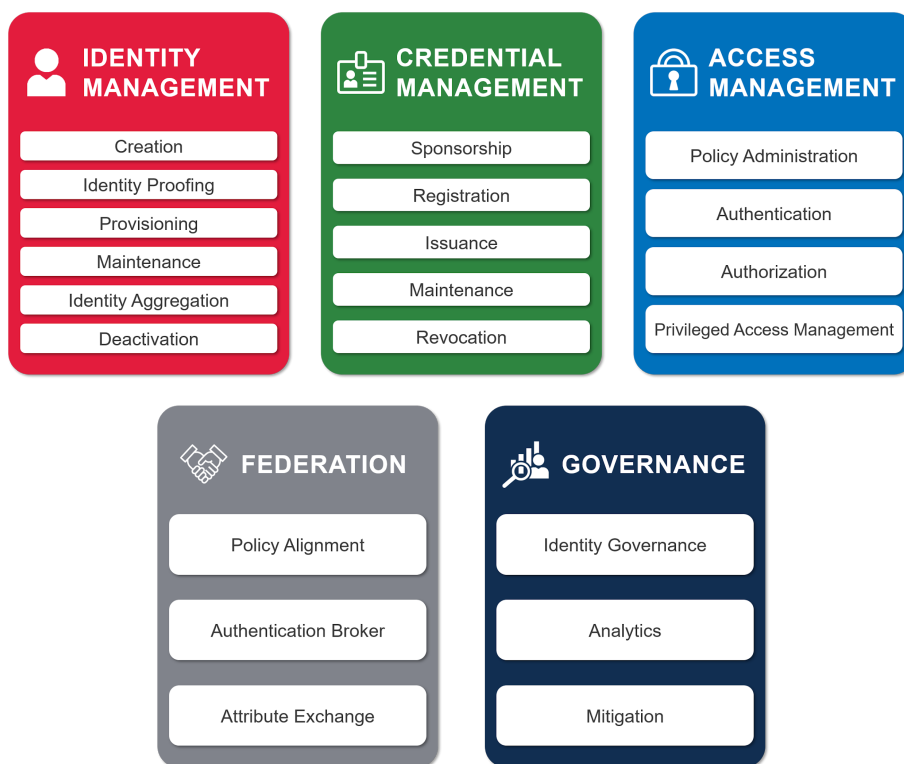 IDENTITY
MANAGEMENT
Creation
Identity Proofing
Provisioning
Maintenance
Identity Aggregation
Deactivation
CREDENTIAL
MANAGEMENT
Sponsorship
Registration
Issuance
Maintenance
Revocation
ACCESS
MANAGEMENT
Policy Administration
Authentication
Authorization
Privileged Access Management
FEDERATION
Policy Alignment
Authentication Broker
Attribute Exchange
GOVERNANCE
Identity Governance
Analytics
Mitigation